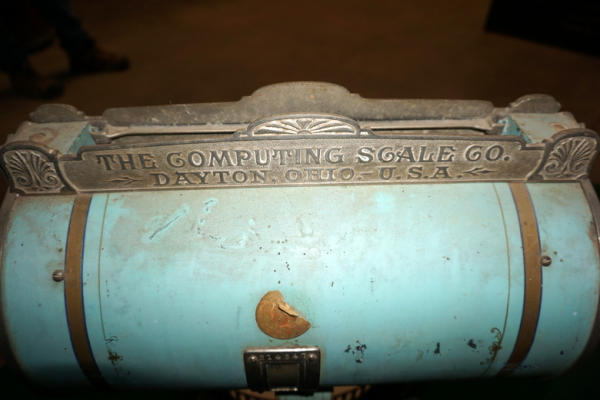 THE COMPUTING SCALE CO.
DAYTON, OHIO.-U.S.A.